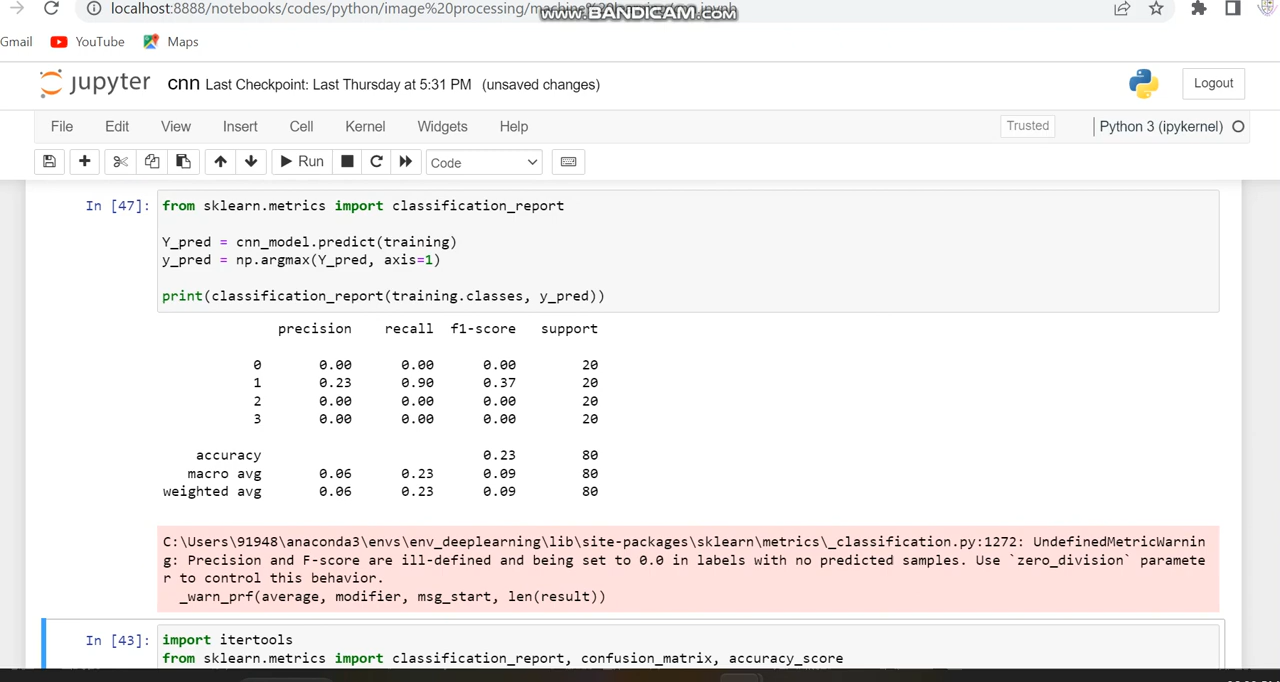 localhost:8888/notebooks/codes/python/image%20processing/
www.BANDICAM.com
Gmail YouTube Maps
jupyter cnn Last Checkpoint: Last Thursday at 5:31 PM (unsaved changes) Logout
File Edit View Insert Cell Kernel Widgets Help Trusted Python 3 (ipykernel)
Run Code
In [47]: from sklearn.metrics import classification_report
Y_pred = cnn_model.predict(training)
y_pred = np.argmax(Y_pred, axis=1)
print(classification_report(training.classes, y_pred))
precision recall f1-score support
0 0.00 0.00 0.00 20
1 0.23 0.90 0.37 20
2 0.00 0.00 0.00 20
3 0.00 0.00 0.00 20
accuracy 0.23 80
macro avg 0.06 0.23 0.09 80
weighted avg 0.06 0.23 0.09 80
C:\Users\91948\anaconda3\envs\env_deeplearning\lib\site-packages\sklearn\metrics\_classification.py:1272: UndefinedMetricWarnin
g: Precision and F-score are ill-defined and being set to 0.0 in labels with no predicted samples. Use `zero_division` paramete
r to control this behavior.
_warn_prf(average, modifier, msg_start, len(result))
In [43]: import itertools
from sklearn.metrics import classification_report, confusion_matrix, accuracy_score